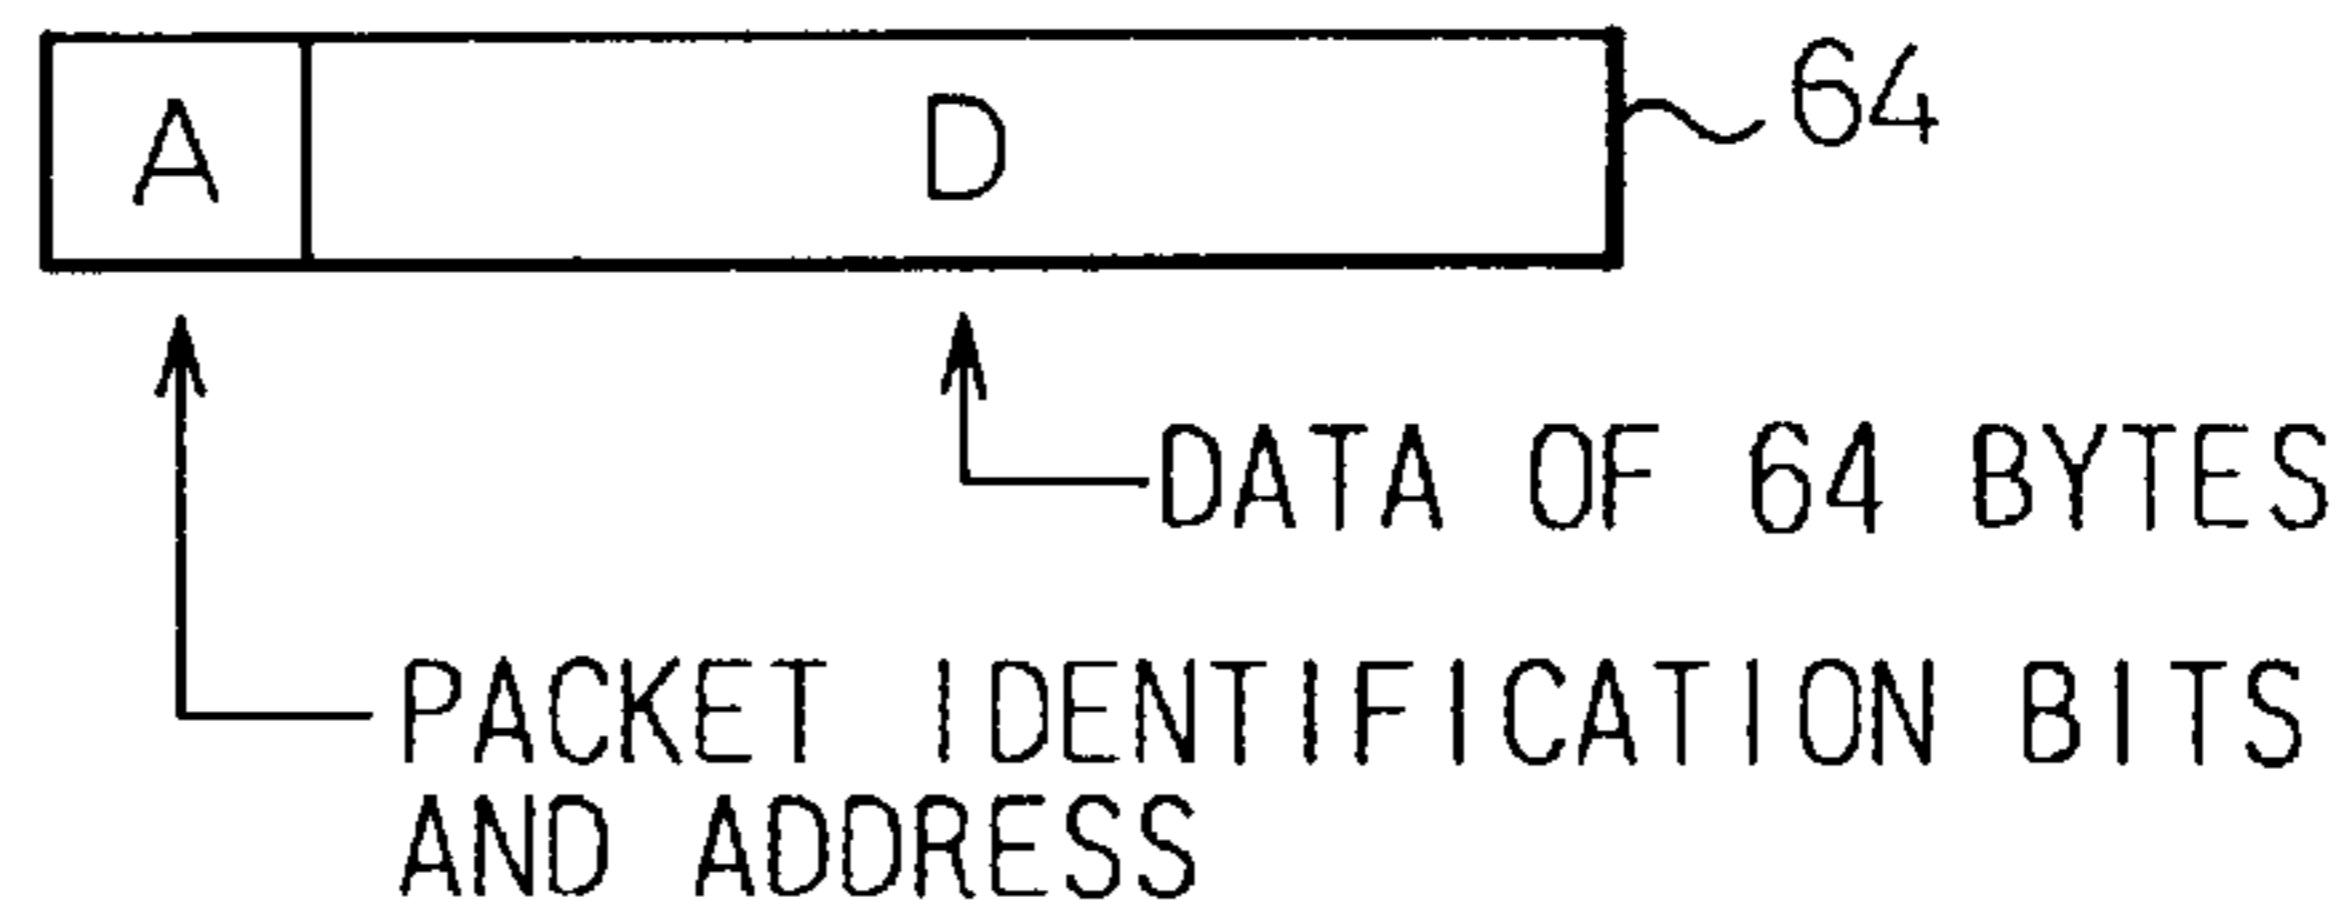 A D 64
DATA OF 64 BYTES
PACKET IDENTIFICATION BITS
AND ADDRESS